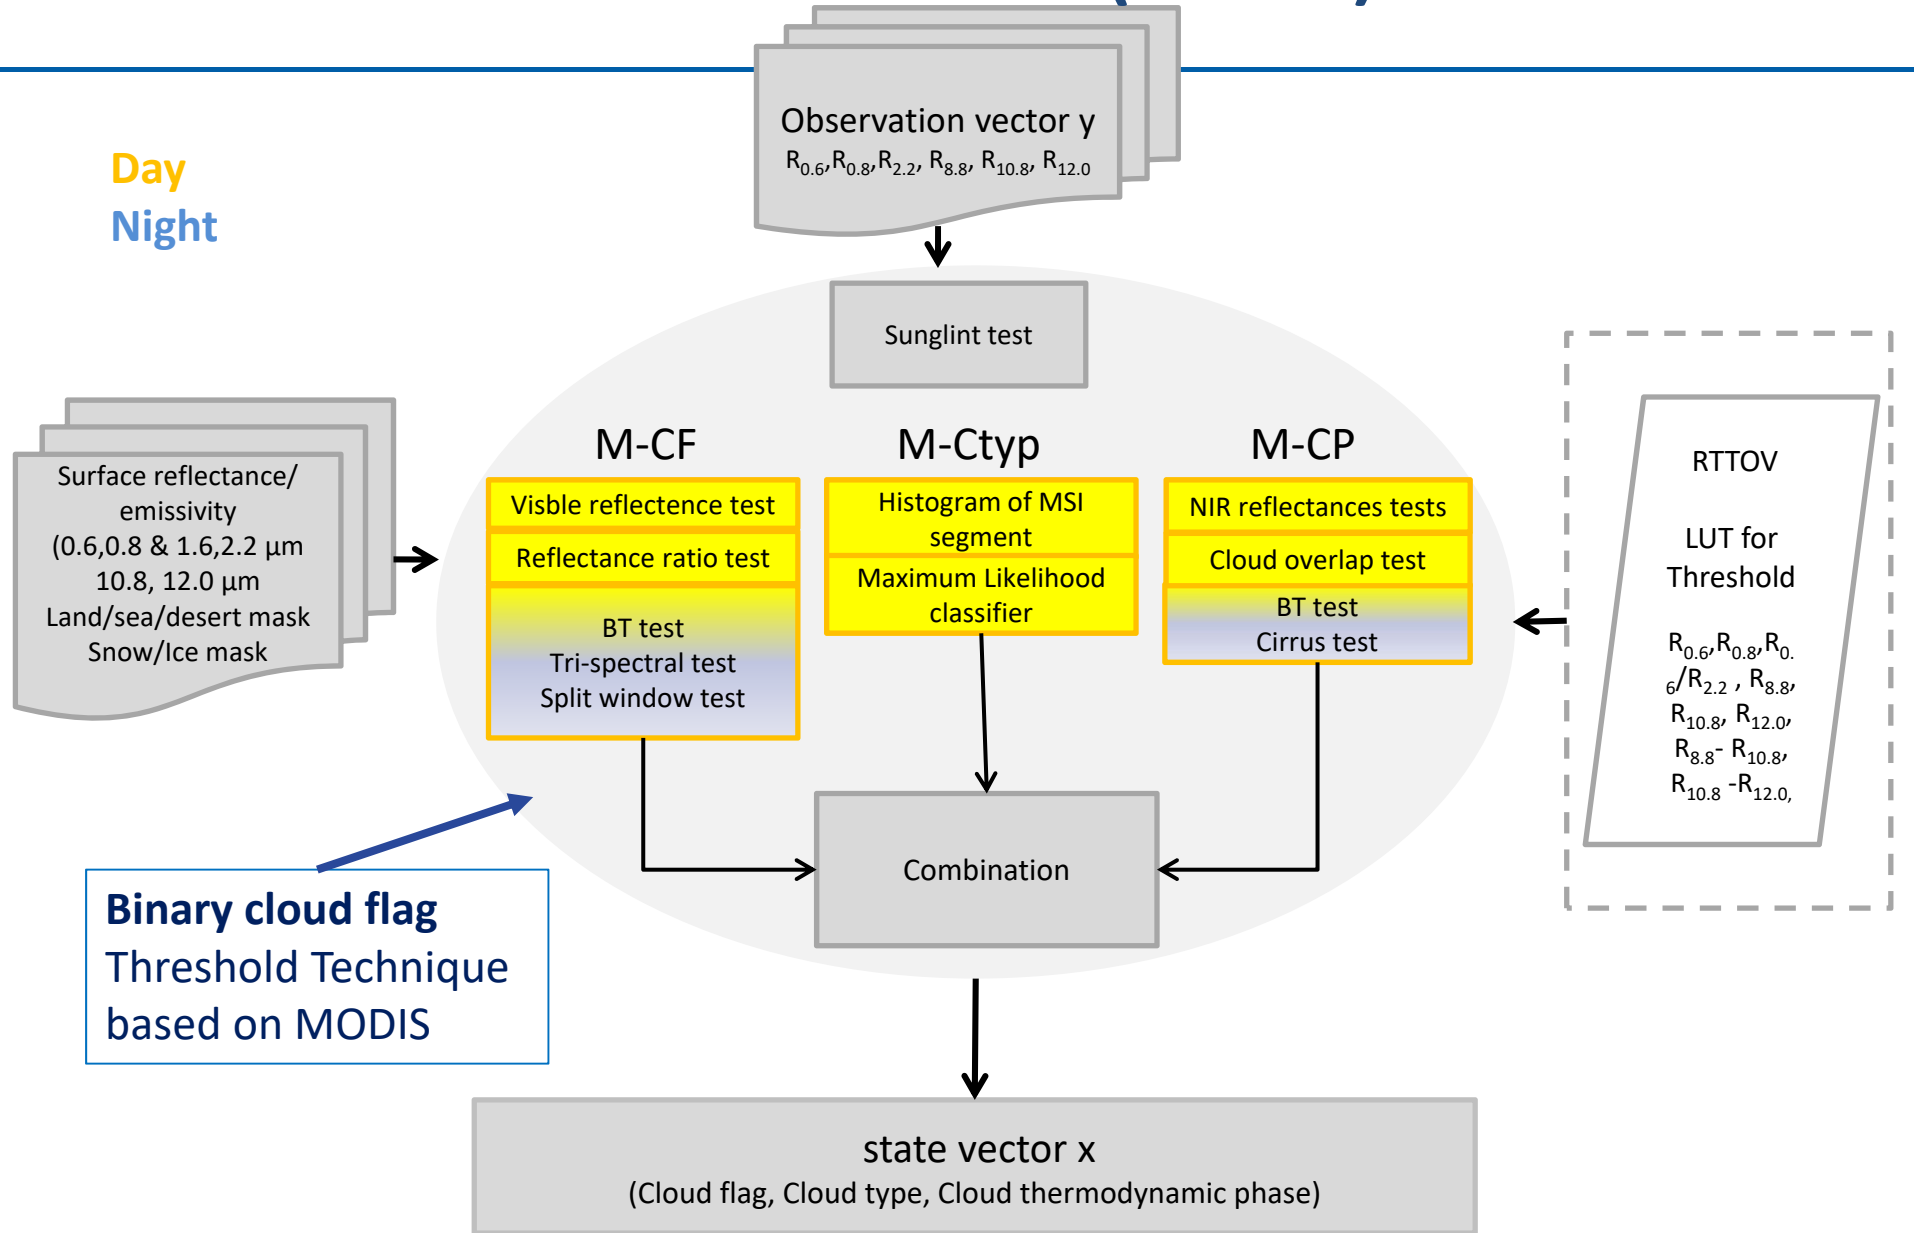 Observation vector y
R0.6,R0.8,R2.2, R8.8, R10.8, R12.0
Day
Night
Sunglint test
Surface reflectance/
emissivity
(0.6,0.8 & 1.6,2.2 µm
10.8, 12.0 µm
Land/sea/desert mask
Snow/Ice mask
M-CF
Visble reflectence test
Reflectance ratio test
BT test
Tri-spectral test
Split window test
M-Ctyp
Histogram of MSI
segment
Maximum Likelihood
classifier
M-CP
NIR reflectances tests
Cloud overlap test
BT test
Cirrus test
RTTOV
LUT for
Threshold
R0.6,R0.8,R0.
6/R2.2 , R8.8,
R10.8, R12.0,
R8.8- R10.8,
R10.8 -R12.0,
Combination
Binary cloud flag
Threshold Technique
based on MODIS
state vector x
(Cloud flag, Cloud type, Cloud thermodynamic phase)